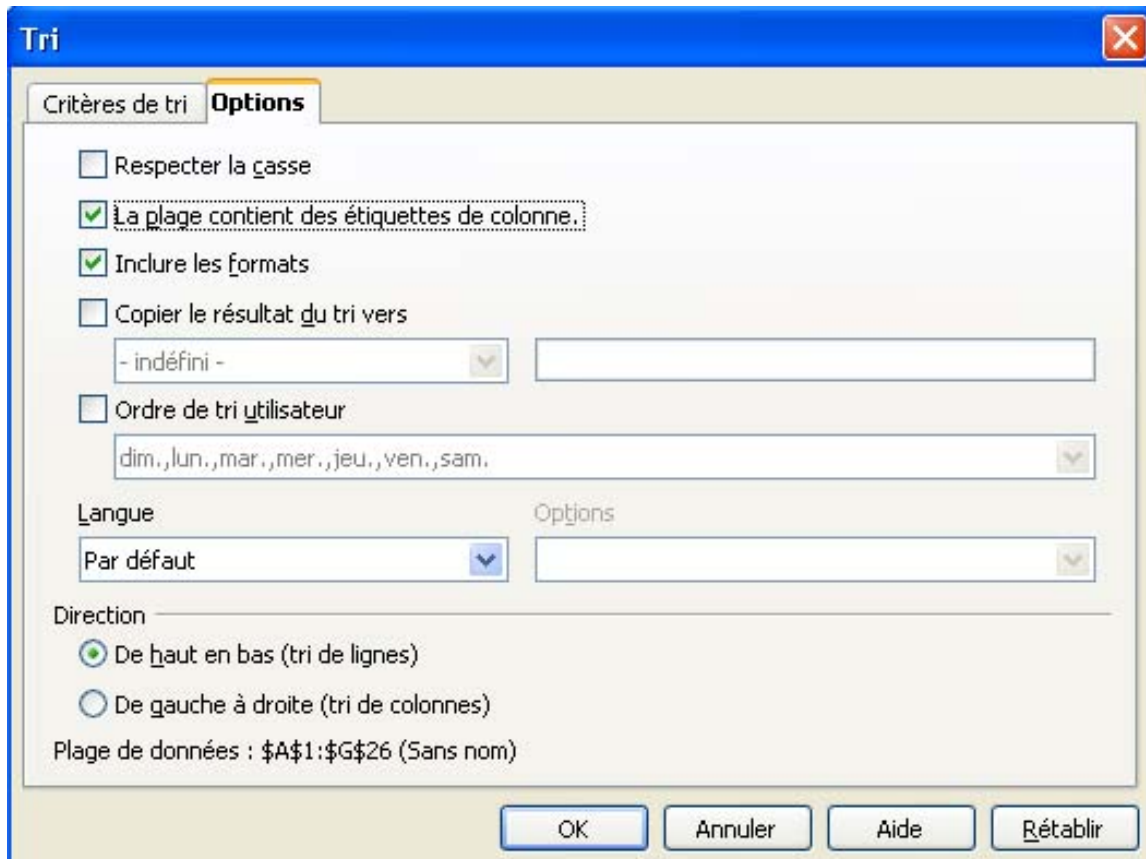 Tri
Critères de tri Options
Respecter la casse
La plage contient des étiquettes de colonne.
Inclure les formats
Copier le résultat du tri vers
- indéfini -
Ordre de tri utilisateur
dim.,lun.,mar.,mer.,jeu.,ven.,sam.
Langue Options
Par défaut
Direction
De haut en bas (tri de lignes)
De gauche à droite (tri de colonnes)
Plage de données : $A$1:$G$26 (Sans nom)
OK Annuler Aide Rétablir